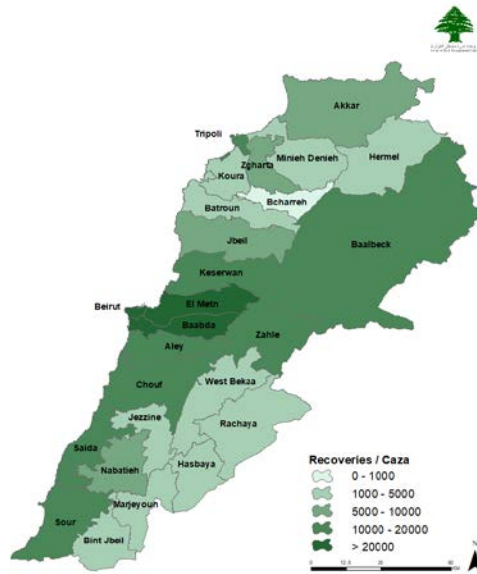 Akkar
Tripoli
Zgharta
Minieh Denieh
Hermel
Koura
Bcharreh
Batroun
Jbeil
Baalbeck
Keserwan
El Metn
Beirut
Baabda
Zahle
Aley
Chouf
West Bekaa
Jezzine
Rachaya
Saida
Nabatieh
Hasbaya
Marjeyoun
Sour
Bint Jbeil
Recoveries / Caza
0 - 1000
1000 - 5000
5000 - 10000
10000 - 20000
> 20000